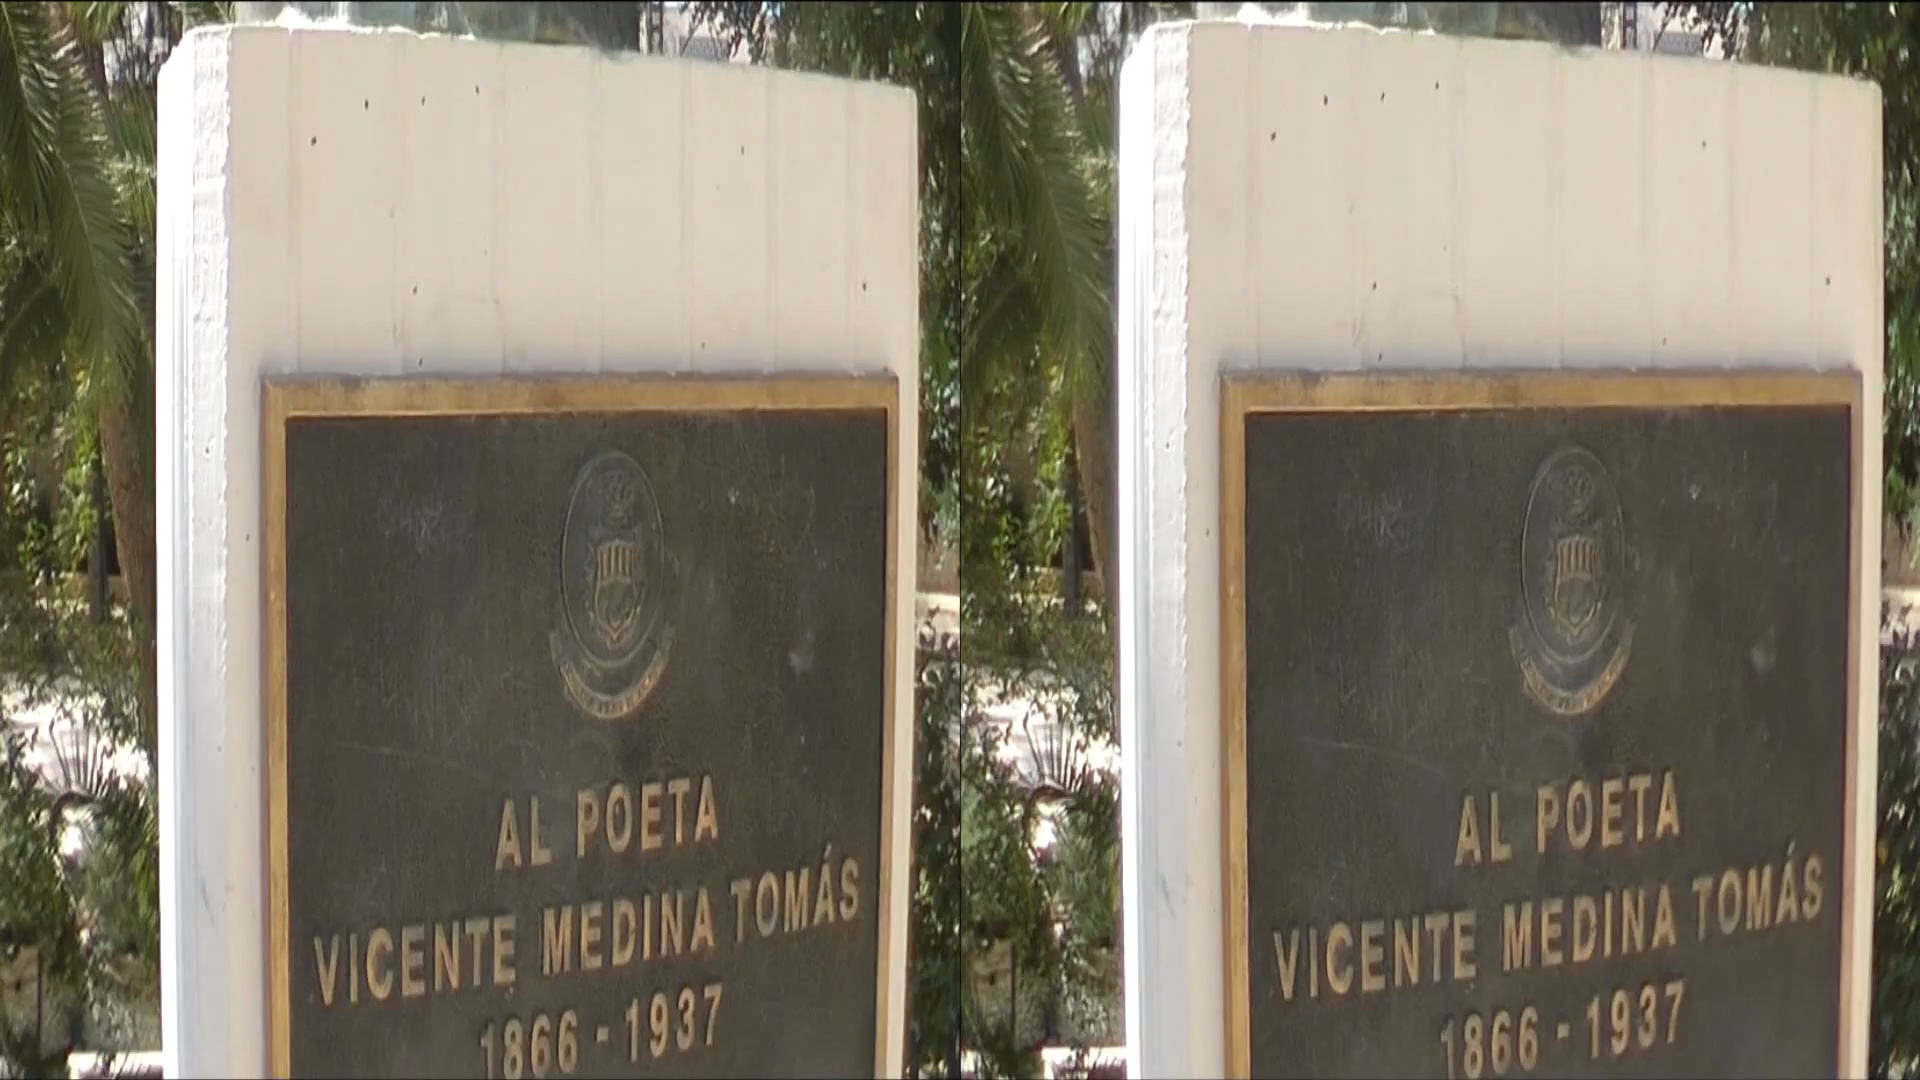 AL POETA
VICENTE MEDINA TOMÁS
1866 - 1937
AL POETA
VICENTE MEDINA TOMÁS
1866 - 1937